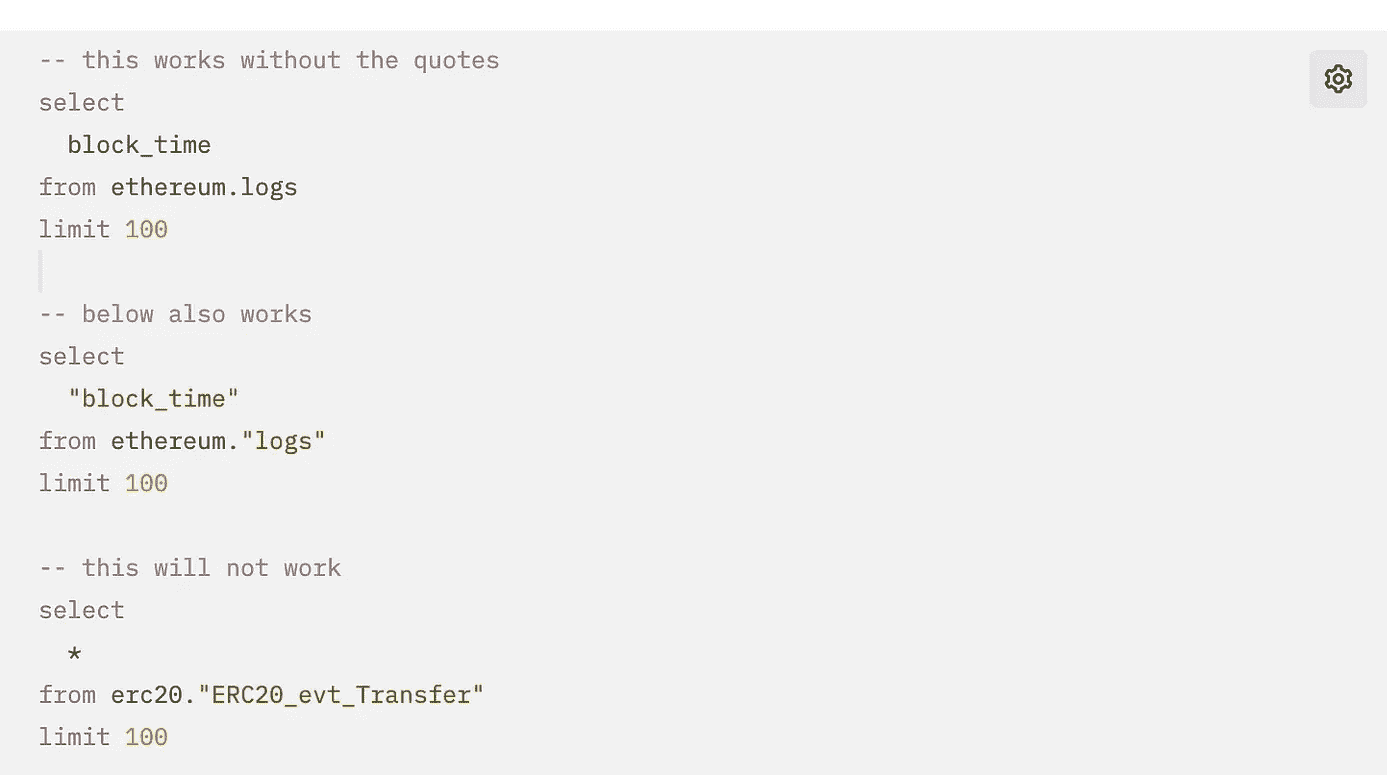 -- this works without the quotes
select
  block_time
from ethereum.logs
limit 100
-- below also works
select
  "block_time"
from ethereum."logs"
limit 100
-- this will not work
select
  *
from erc20."ERC20_evt_Transfer"
limit 100